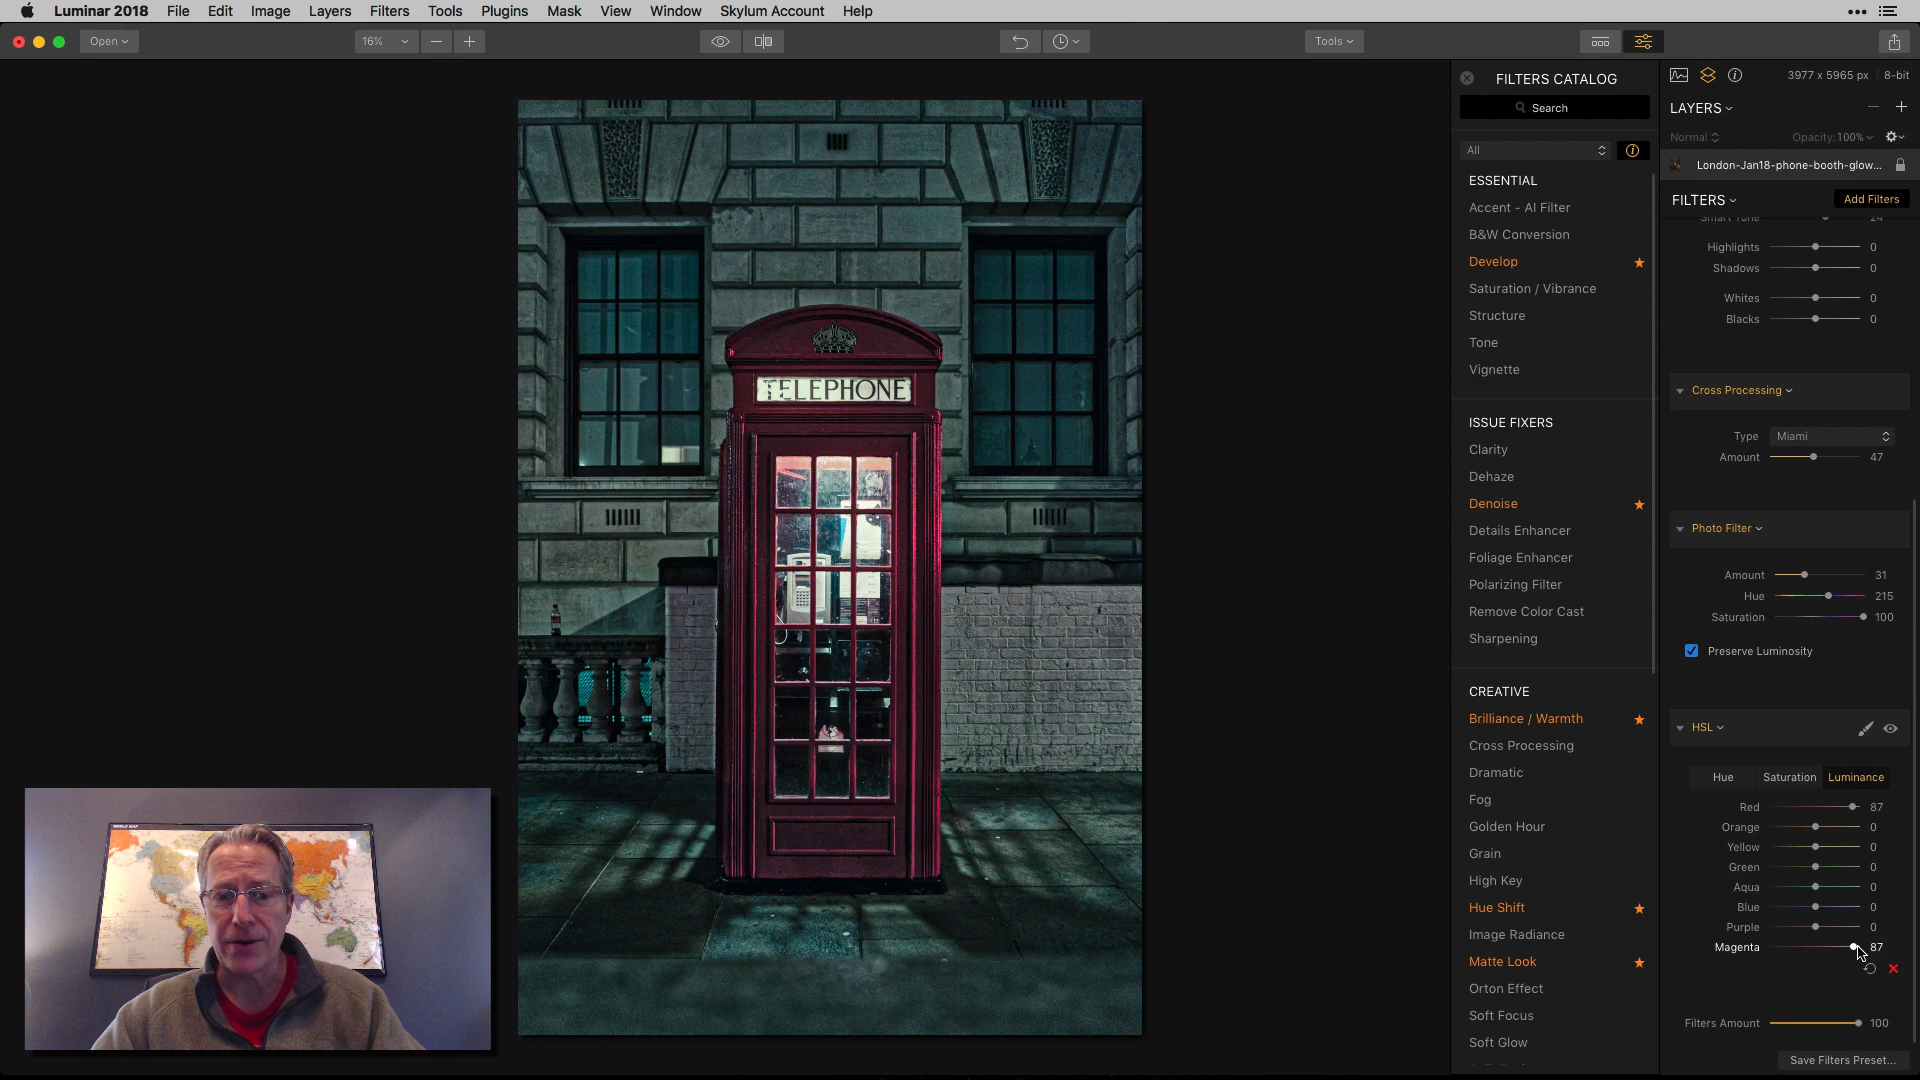 Luminar 2018 File Edit Image Layers Filters Tools Plugins Mask View Window Skylum Account Help
Open 16% Tools
FILTERS CATALOG
Search
All
ESSENTIAL
Accent - AI Filter
B&W Conversion
Develop
Saturation / Vibrance
Structure
Tone
Vignette
ISSUE FIXERS
Clarity
Dehaze
Denoise
Details Enhancer
Foliage Enhancer
Polarizing Filter
Remove Color Cast
Sharpening
CREATIVE
Brilliance / Warmth
Cross Processing
Dramatic
Fog
Golden Hour
Grain
High Key
Hue Shift
Image Radiance
Matte Look
Orton Effect
Soft Focus
Soft Glow
3977 x 5965 px 8-bit
LAYERS
Normal Opacity: 100%
London-Jan18-phone-booth-glow...
FILTERS Add Filters
Smart Tone 24
Highlights 0
Shadows 0
Whites 0
Blacks 0
Cross Processing
Type Miami
Amount 47
Photo Filter
Amount 31
Hue 215
Saturation 100
Preserve Luminosity
HSL
Hue Saturation Luminance
Red 87
Orange 0
Yellow 0
Green 0
Aqua 0
Blue 0
Purple 0
Magenta 87
Filters Amount 100
Save Filters Preset...
TELEPHONE
WORLD MAP